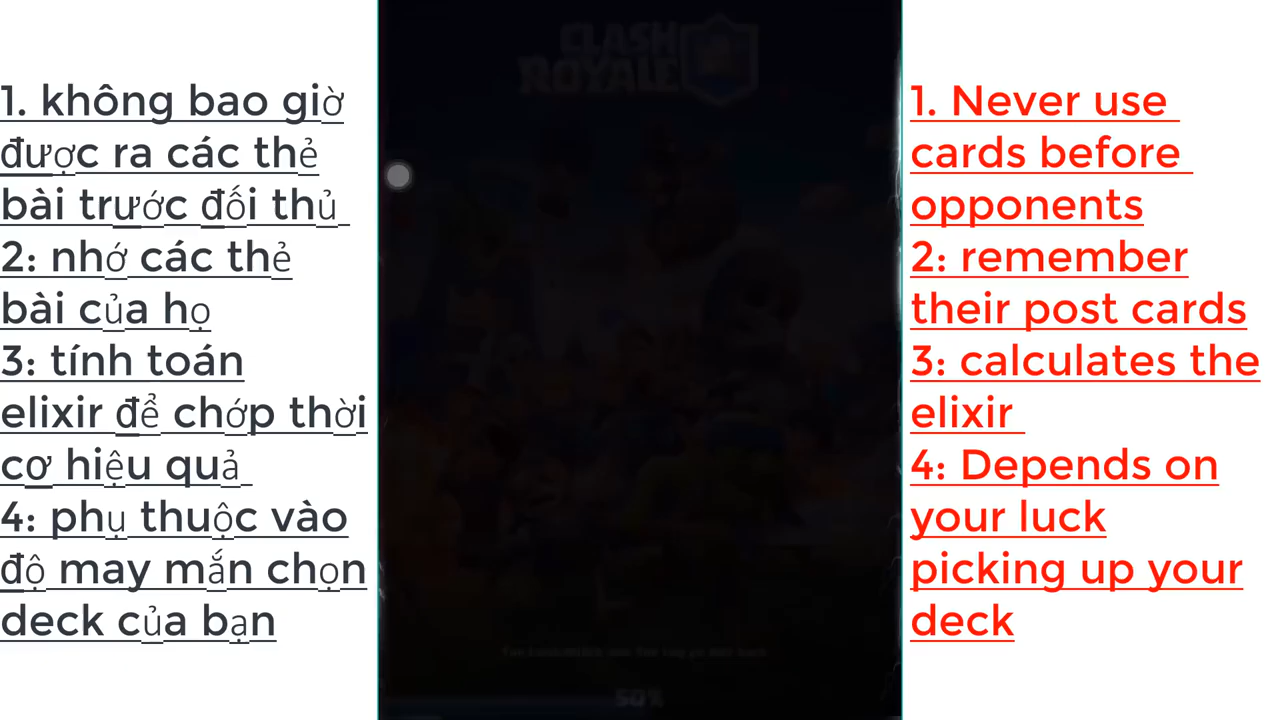 1. không bao giờ
được ra các thẻ
bài trước đối thủ
2: nhớ các thẻ
bài của họ
3: tính toán
elixir để chớp thời
cơ hiệu quả
4: phụ thuộc vào
độ may mắn chọn
deck của bạn
CLASH
ROYALE
50%
1. Never use
cards before
opponents
2: remember
their post cards
3: calculates the
elixir
4: Depends on
your luck
picking up your
deck